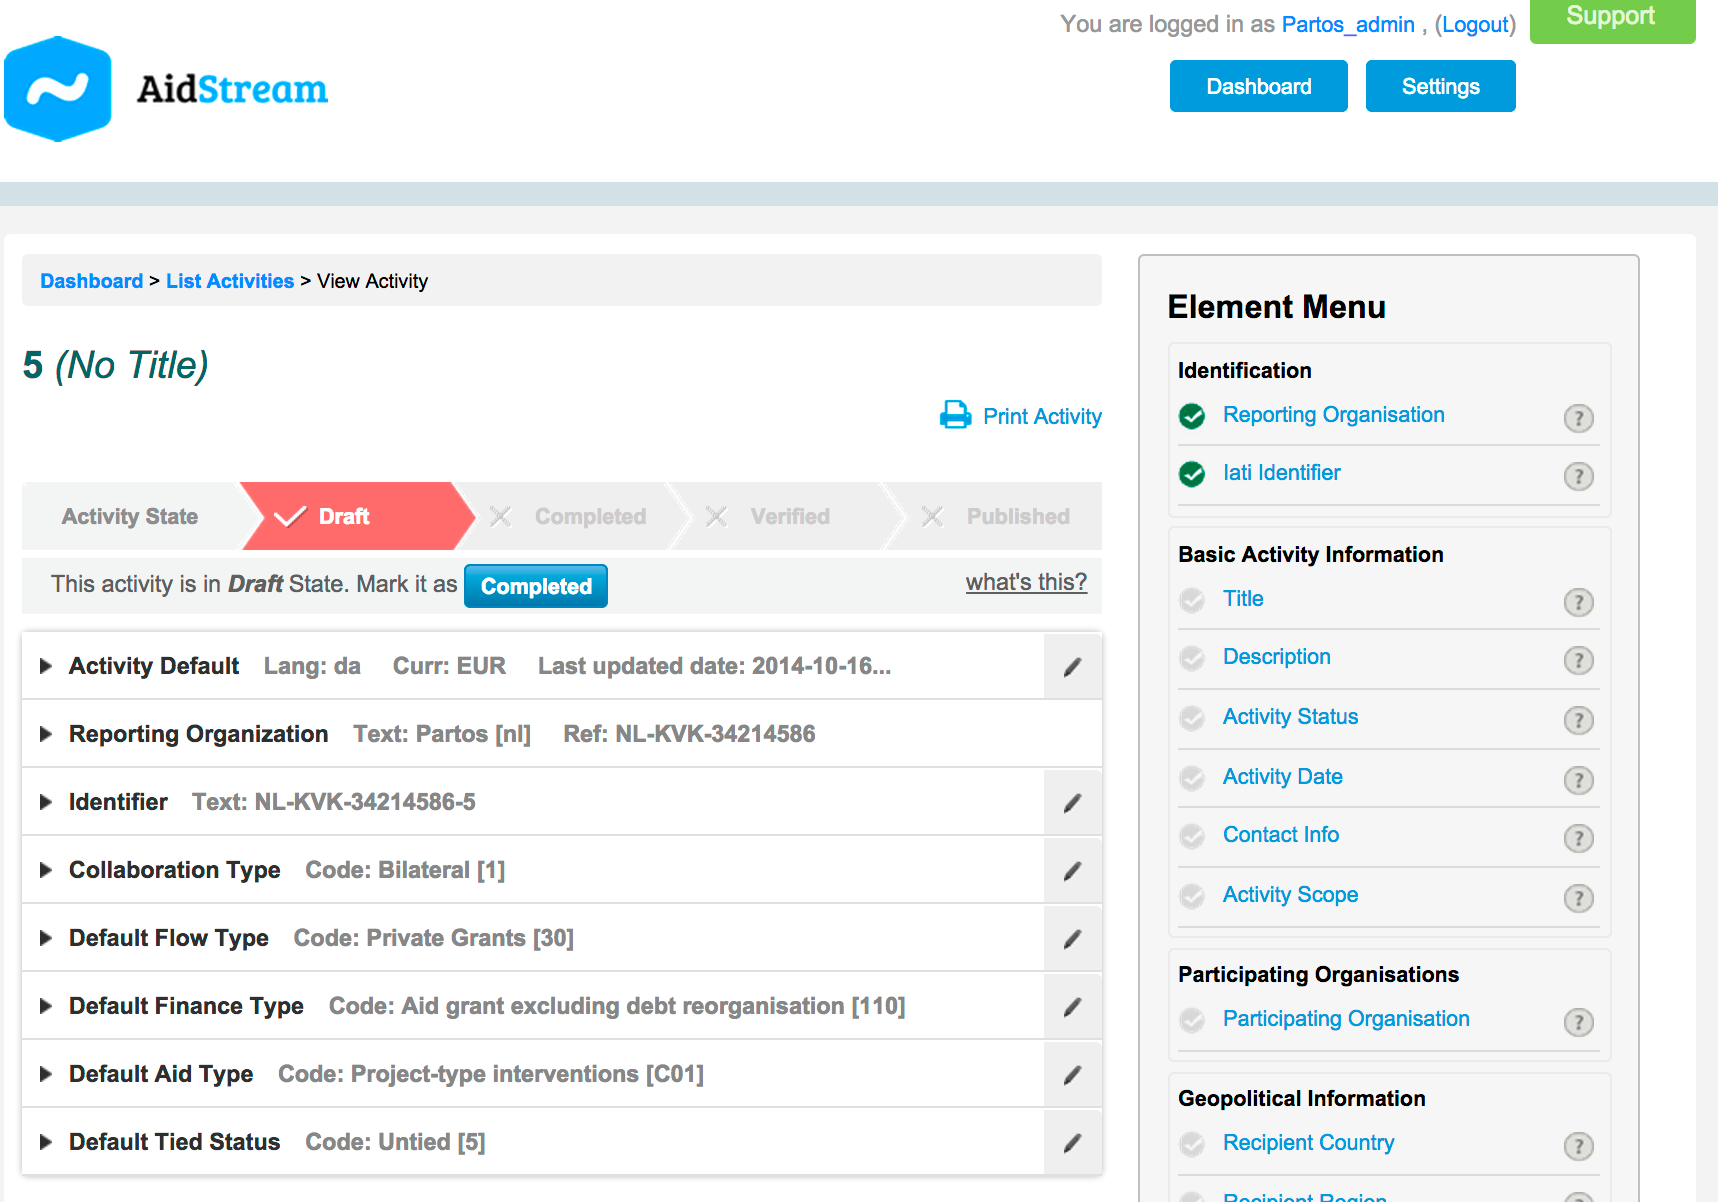 You are logged in as Partos_admin , (Logout)
Support
AidStream
Dashboard
Settings
Dashboard > List Activities > View Activity
5 (No Title)
Print Activity
Activity State
Draft
Completed
Verified
Published
This activity is in Draft State. Mark it as Completed
what's this?
Activity Default Lang: da Curr: EUR Last updated date: 2014-10-16...
Reporting Organization Text: Partos [nl] Ref: NL-KVK-34214586
Identifier Text: NL-KVK-34214586-5
Collaboration Type Code: Bilateral [1]
Default Flow Type Code: Private Grants [30]
Default Finance Type Code: Aid grant excluding debt reorganisation [110]
Default Aid Type Code: Project-type interventions [C01]
Default Tied Status Code: Untied [5]
Element Menu
Identification
Reporting Organisation ?
Iati Identifier ?
Basic Activity Information
Title ?
Description ?
Activity Status ?
Activity Date ?
Contact Info ?
Activity Scope ?
Participating Organisations
Participating Organisation ?
Geopolitical Information
Recipient Country ?
Recipient Region